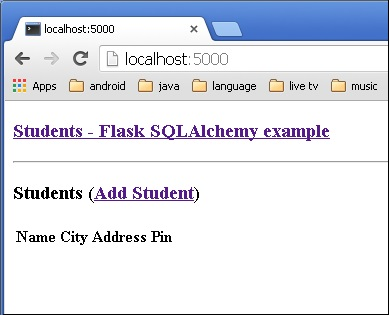 localhost:5000
localhost:5000
Apps android java language live tv music
Students - Flask SQLAlchemy example
Students (Add Student)
Name City Address Pin